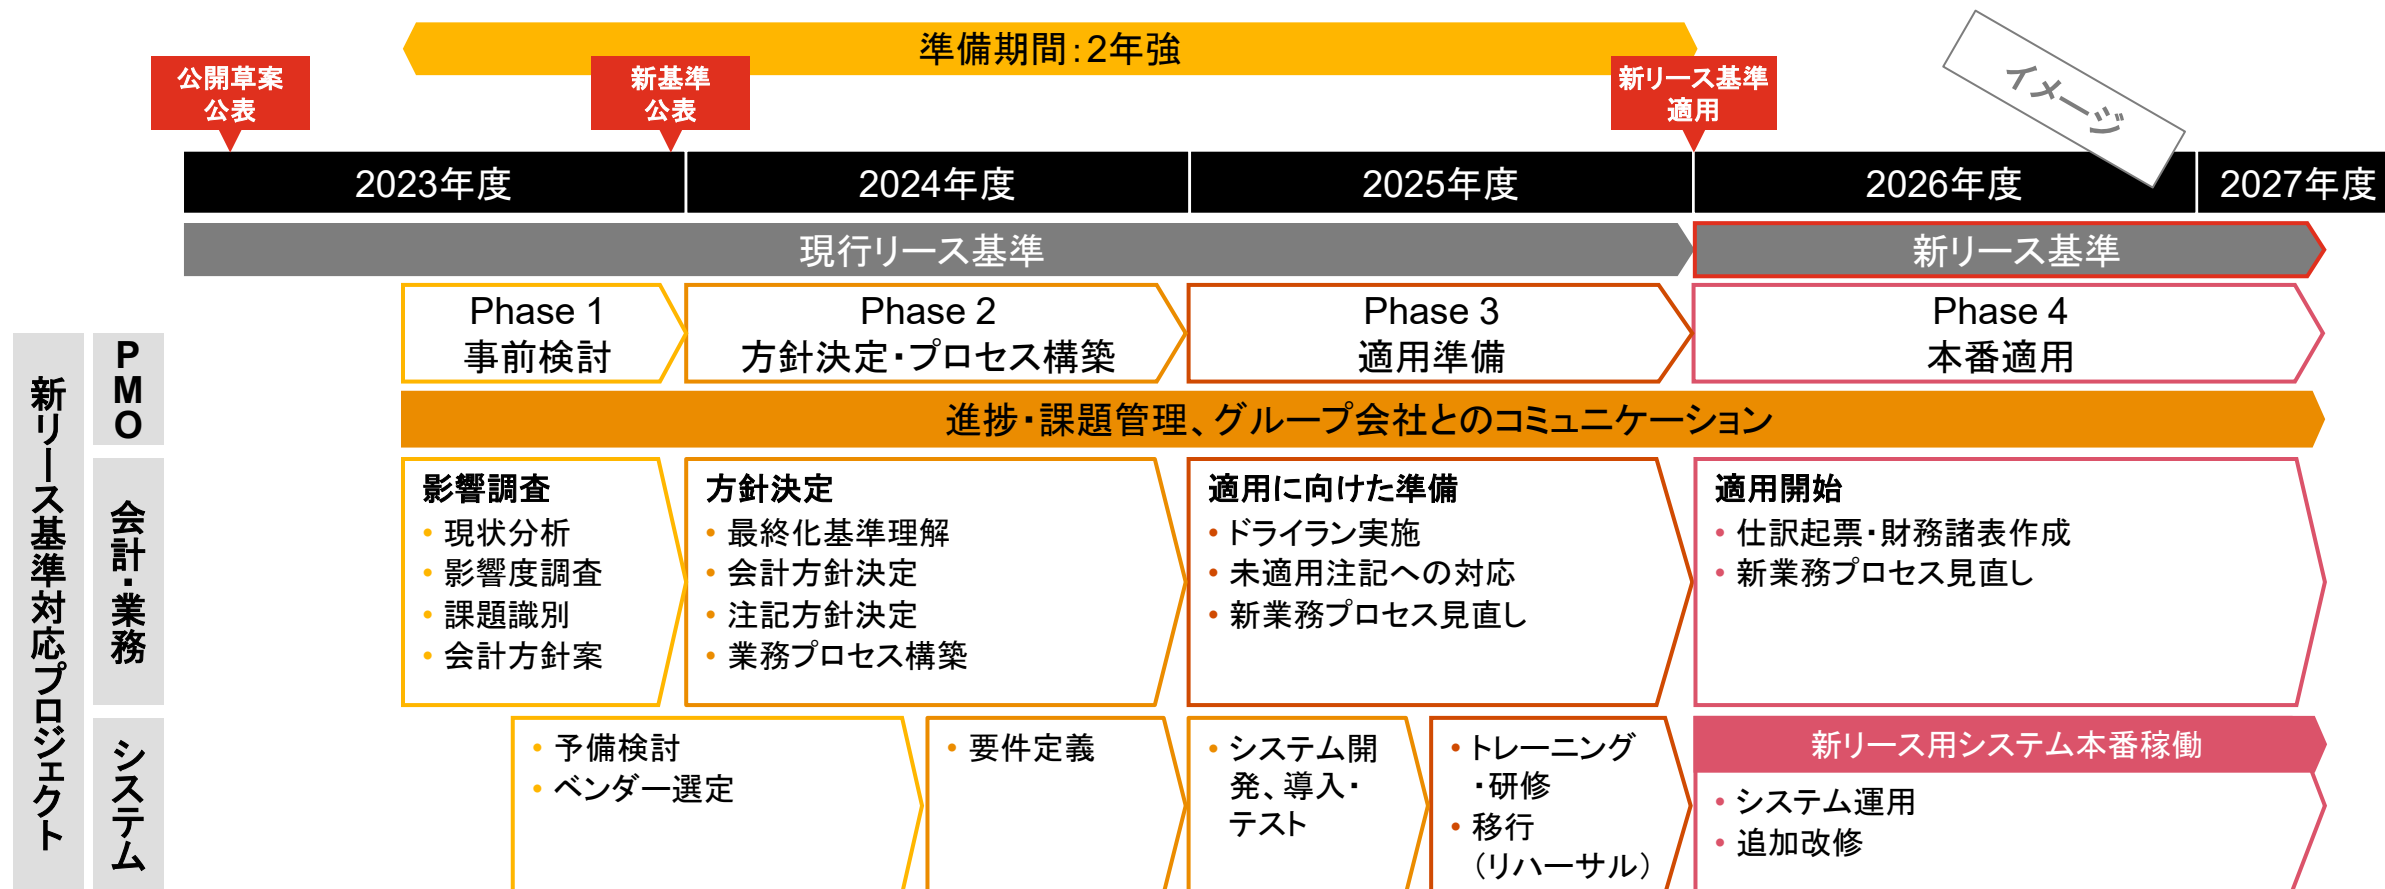 準備期間：2年強
公開草案
公表
新基準
公表
新リース基準
適用
イメージ
2023年度
2024年度
2025年度
2026年度
2027年度
現行リース基準
新リース基準
新リース基準対応プロジェクト
PMO
Phase 1
事前検討
Phase 2
方針決定・プロセス構築
Phase 3
適用準備
Phase 4
本番適用
進捗・課題管理、グループ会社とのコミュニケーション
会計・業務
影響調査
• 現状分析
• 影響度調査
• 課題識別
• 会計方針案
方針決定
• 最終化基準理解
• 会計方針決定
• 注記方針決定
• 業務プロセス構築
適用に向けた準備
• ドライラン実施
• 未適用注記への対応
• 新業務プロセス見直し
適用開始
• 仕訳起票・財務諸表作成
• 新業務プロセス見直し
システム
• 予備検討
• ベンダー選定
• 要件定義
• システム開
発、導入・
テスト
• トレーニング
・研修
• 移行
（リハーサル）
新リース用システム本番稼働
• システム運用
• 追加改修